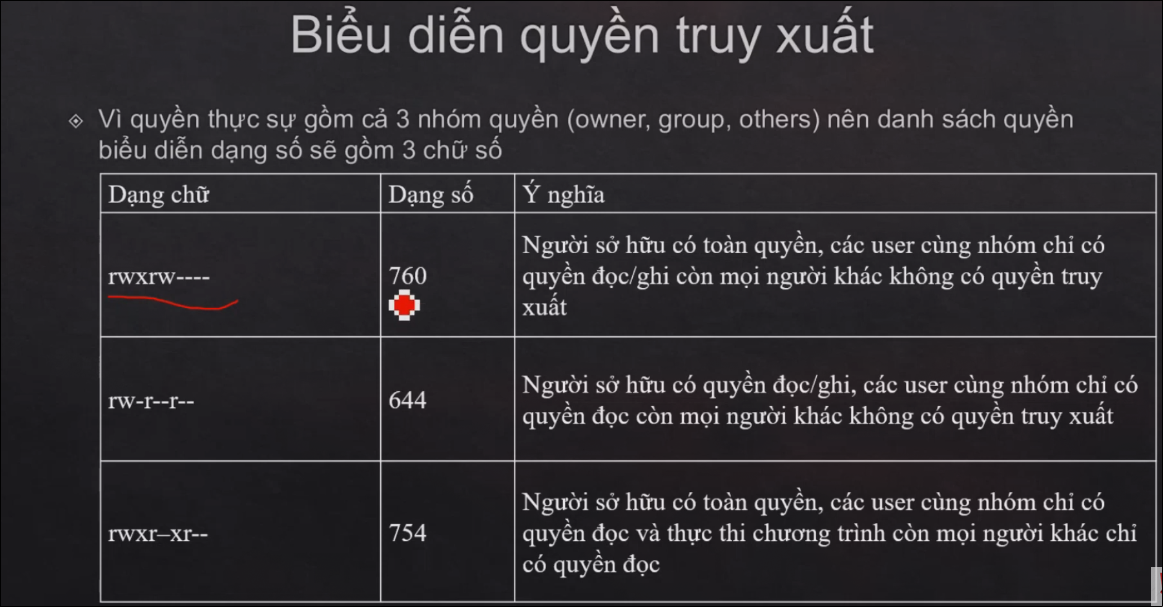 Biểu diễn quyền truy xuất
Vì quyền thực sự gồm cả 3 nhóm quyền (owner, group, others) nên danh sách quyền
biểu diễn dạng số sẽ gồm 3 chữ số
Dạng chữ Dạng số Ý nghĩa
rwxrw---- 760 Người sở hữu có toàn quyền, các user cùng nhóm chỉ có
quyền đọc/ghi còn mọi người khác không có quyền truy
xuất
rw-r--r-- 644 Người sở hữu có quyền đọc/ghi, các user cùng nhóm chỉ có
quyền đọc còn mọi người khác không có quyền truy xuất
rwxr–xr-- 754 Người sở hữu có toàn quyền, các user cùng nhóm chỉ có
quyền đọc và thực thi chương trình còn mọi người khác chỉ
có quyền đọc